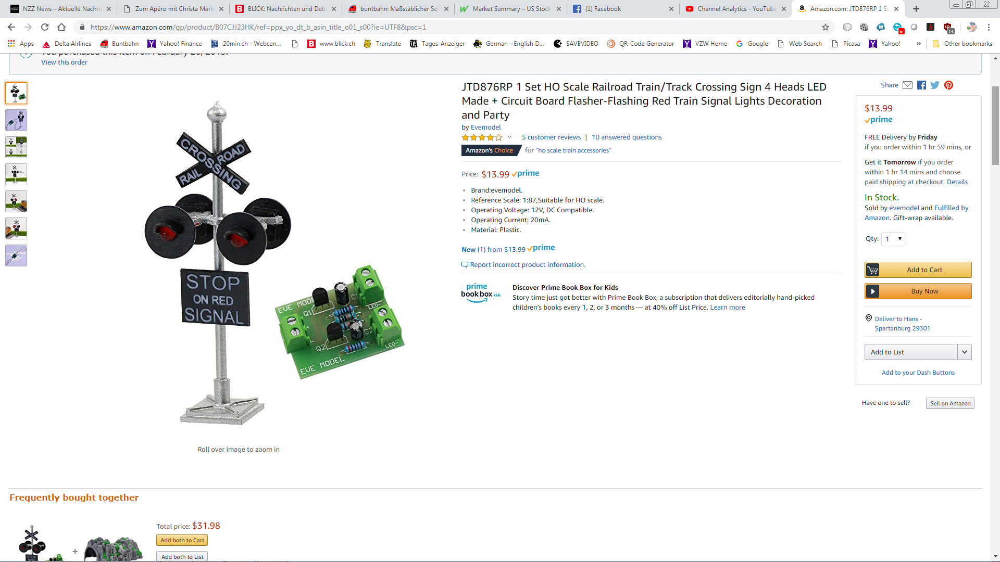 NZZ News – Aktuelle Nachric
Zum Apéro mit Christa Mark
BLICK: Nachrichten und Deba
buntbahn: Maßstäblicher Sel
Market Summary – US Stock
(1) Facebook
Channel Analytics - YouTube
Amazon.com: JTD876RP 1 Se
https://www.amazon.com/gp/product/B07CJJ23HK/ref=ppx_yo_dt_b_asin_title_o01_s00?ie=UTF8&psc=1
13
Apps
Delta Airlines
Buntbahn
Yahoo! Finance
20min.ch - Webcen...
www.blick.ch
Translate
Tages-Anzeiger
German - English D...
SAVEVIDEO
QR-Code Generator
VZW Home
Google
Web Search
Picasa
Yahoo!
»
Other bookmarks
You purchased this item on February 26, 2019.
View this order
JTD876RP 1 Set HO Scale Railroad Train/Track Crossing Sign 4 Heads LED
Made + Circuit Board Flasher-Flashing Red Train Signal Lights Decoration
and Party
by Evemodel
5 customer reviews | 10 answered questions
Amazon's Choice for "ho scale train accessories"
Price: $13.99 prime
Brand:evemodel.
Reference Scale: 1:87,Suitable for HO scale.
Operating Voltage: 12V, DC Compatible.
Operating Current: 20mA.
Material: Plastic.
New (1) from $13.99 prime
Report incorrect product information.
prime
book box kids
Discover Prime Book Box for Kids
Story time just got better with Prime Book Box, a subscription that delivers editorially hand-picked
children's books every 1, 2, or 3 months — at 40% off List Price. Learn more
RAIL ROAD
CROSSING
STOP
ON RED
SIGNAL
EVE MODEL
Q1
C1
LED-
Q2
C2
LED-
EVE MODEL
Roll over image to zoom in
Share
$13.99
prime
FREE Delivery by Friday
if you order within 1 hr 59 mins, or
Get it Tomorrow if you order
within 1 hr 14 mins and choose
paid shipping at checkout. Details
In Stock.
Sold by evemodel and Fulfilled by
Amazon. Gift-wrap available.
Qty: 1
Add to Cart
Buy Now
Deliver to Hans -
Spartanburg 29301
Add to List
Add to your Dash Buttons
Have one to sell?
Sell on Amazon
Frequently bought together
Total price: $31.98
Add both to Cart
Add both to List
STOP